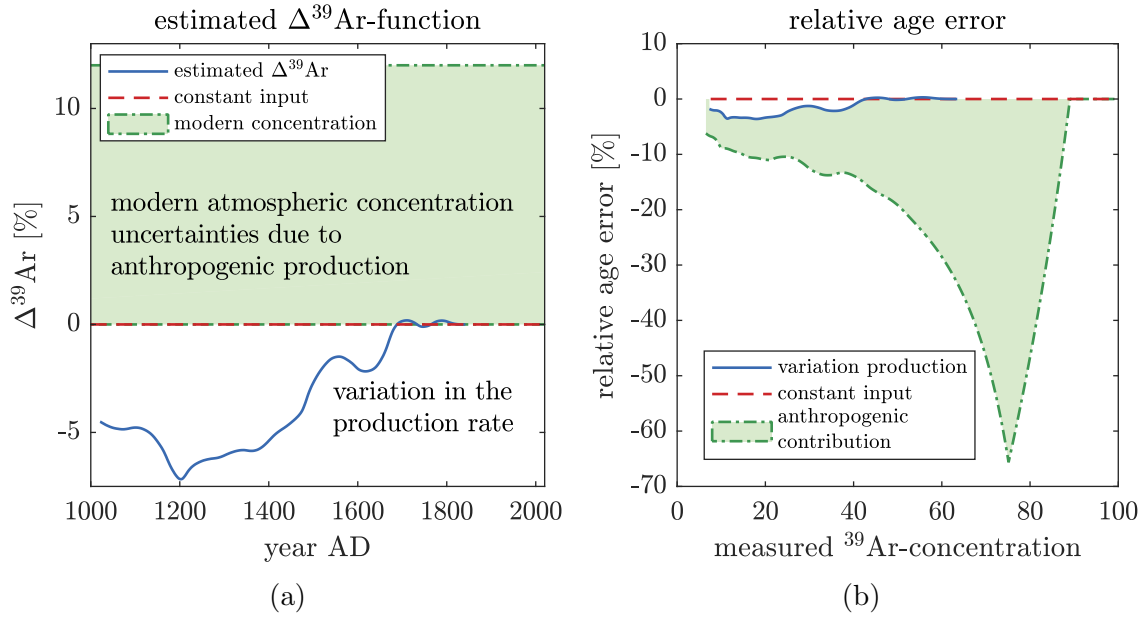 estimated Δ³⁹Ar-function
Δ³⁹Ar [%]
10
5
0
-5
estimated Δ³⁹Ar
constant input
modern concentration
modern atmospheric concentration
uncertainties due to
anthropogenic production
variation in the
production rate
1000 1200 1400 1600 1800 2000
year AD
(a)
relative age error
relative age error [%]
10
0
-10
-20
-30
-40
-50
-60
-70
variation production
constant input
anthropogenic
contribution
0 20 40 60 80 100
measured ³⁹Ar-concentration
(b)